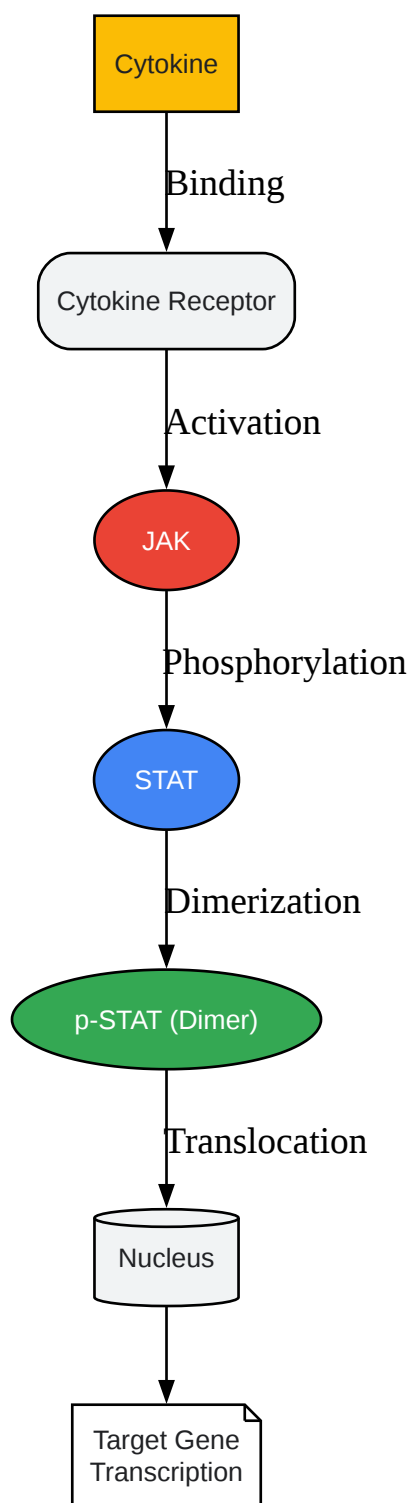 Cytokine
Binding
Cytokine Receptor
Activation
JAK
Phosphorylation
STAT
Dimerization
p-STAT (Dimer)
Translocation
Nucleus
Target Gene
Transcription